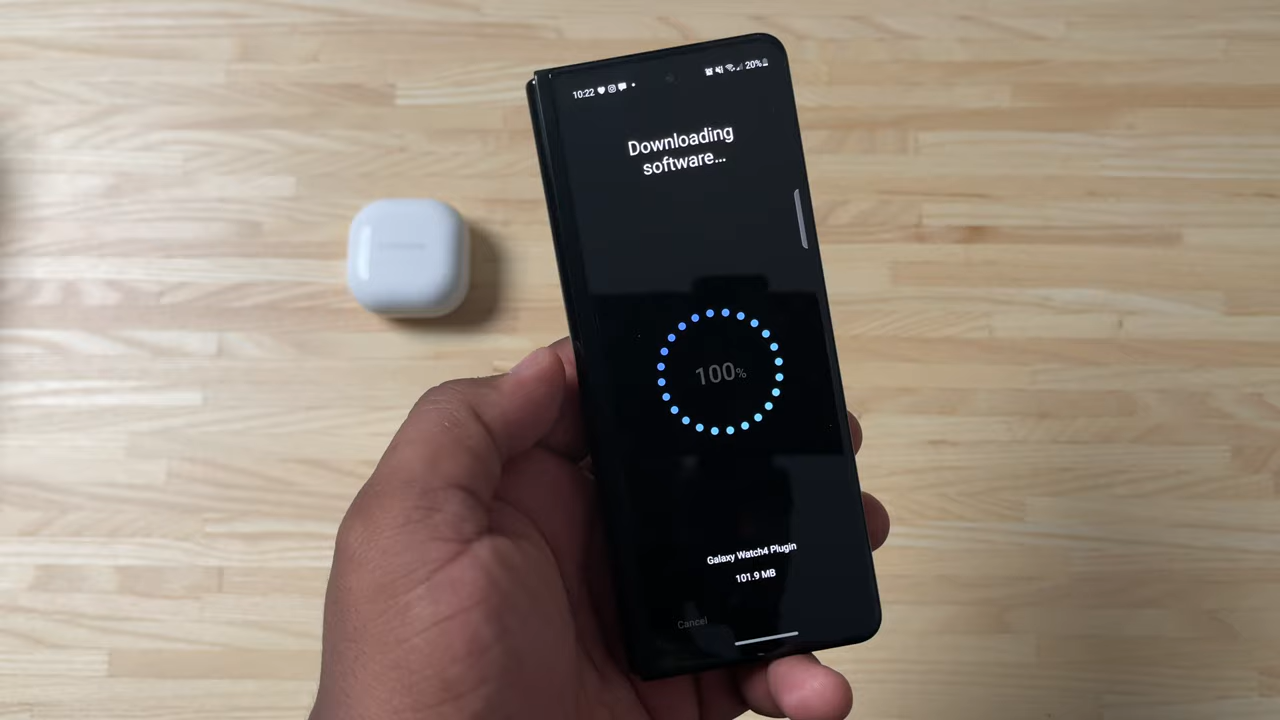 10:22
20%
Downloading
software...
100%
Galaxy Watch4 Plugin
101.9 MB
Cancel